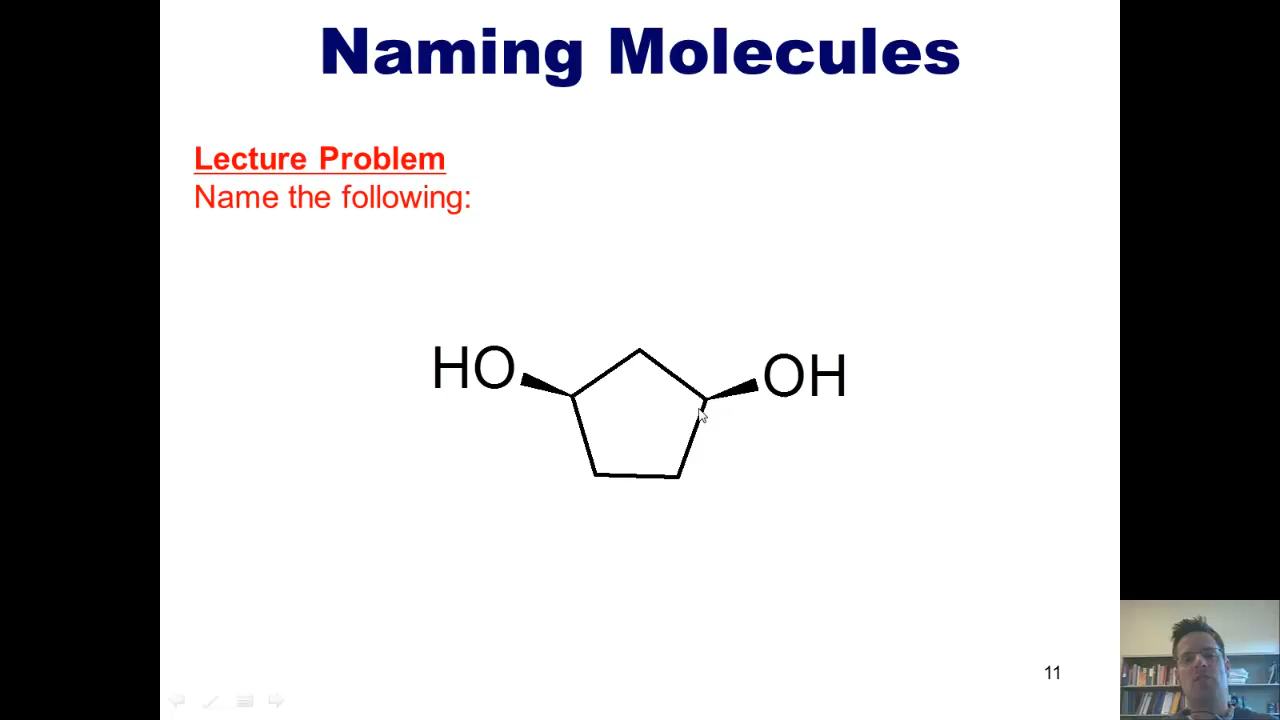 Naming Molecules
Lecture Problem
Name the following:
HO
OH
11